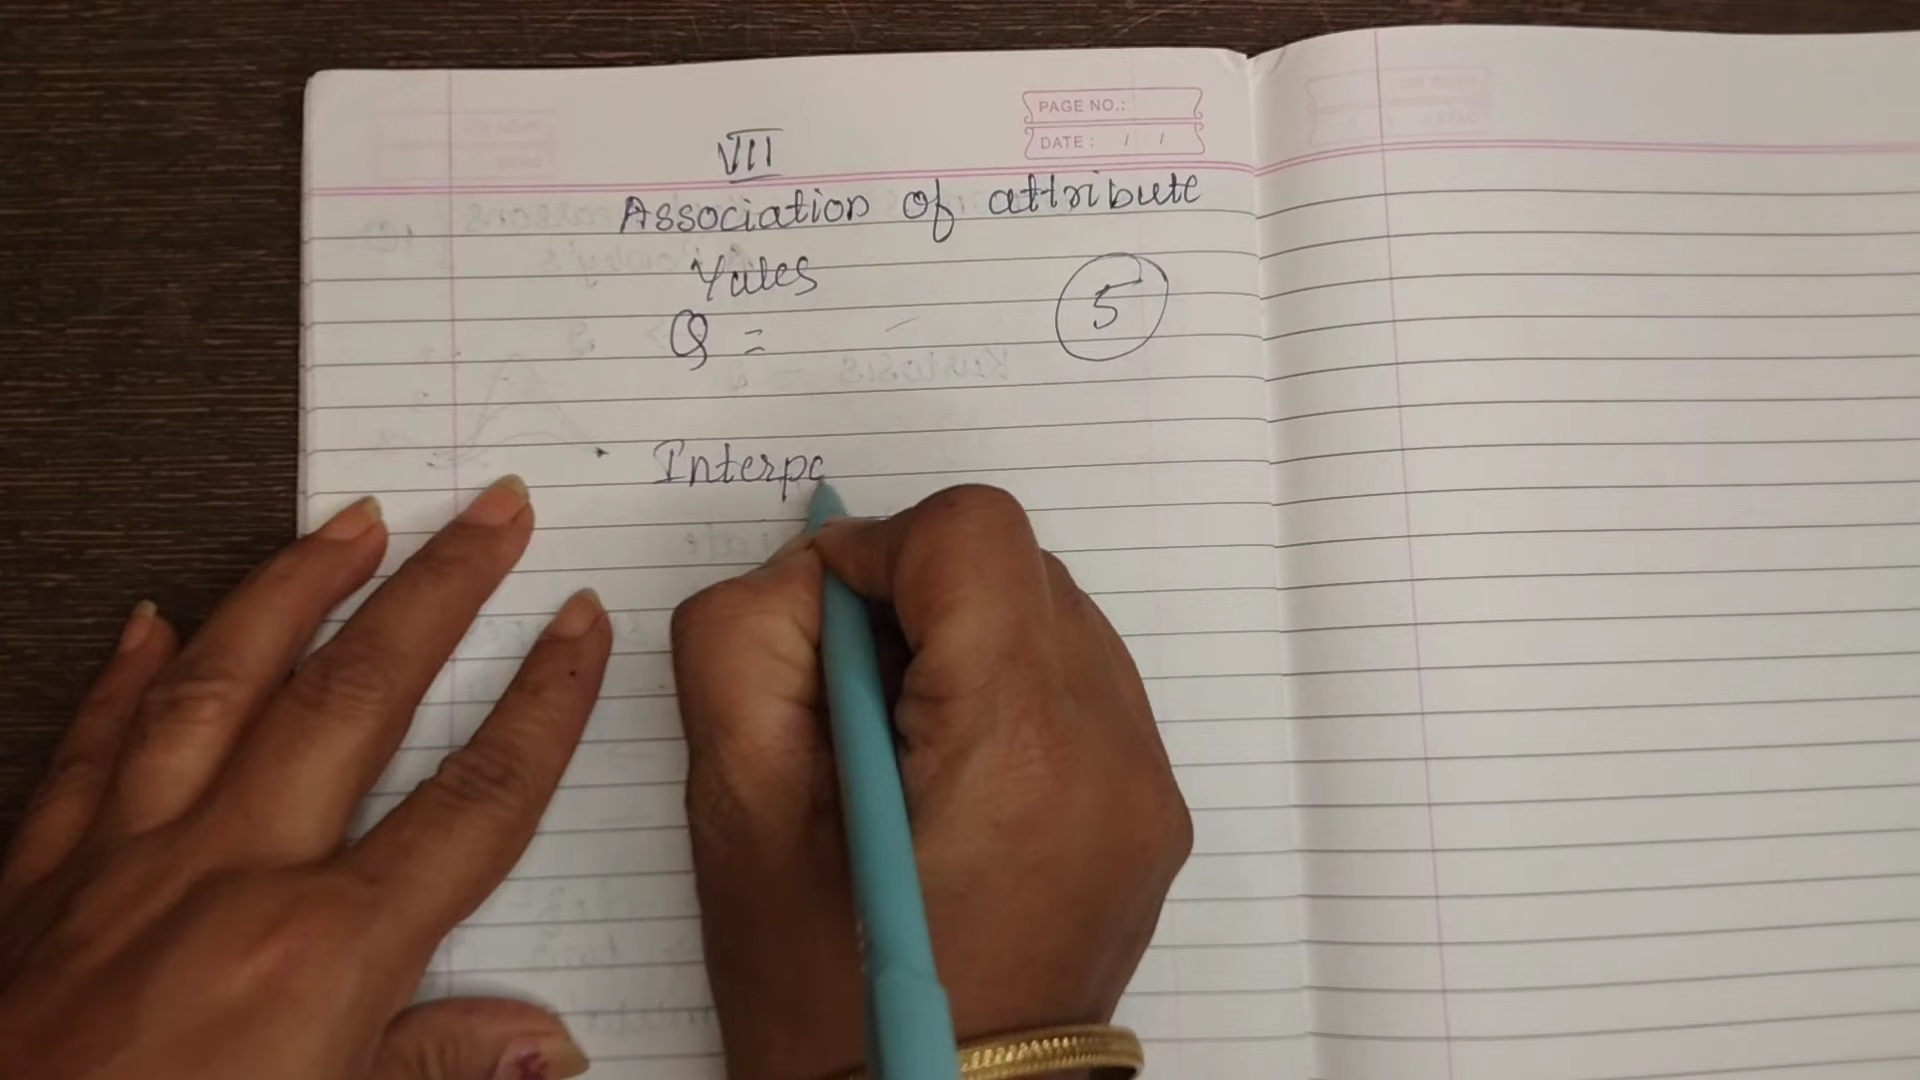 PAGE NO.:
DATE : / /
VII
Association of attribute
Yules
5
Q =
Interpo